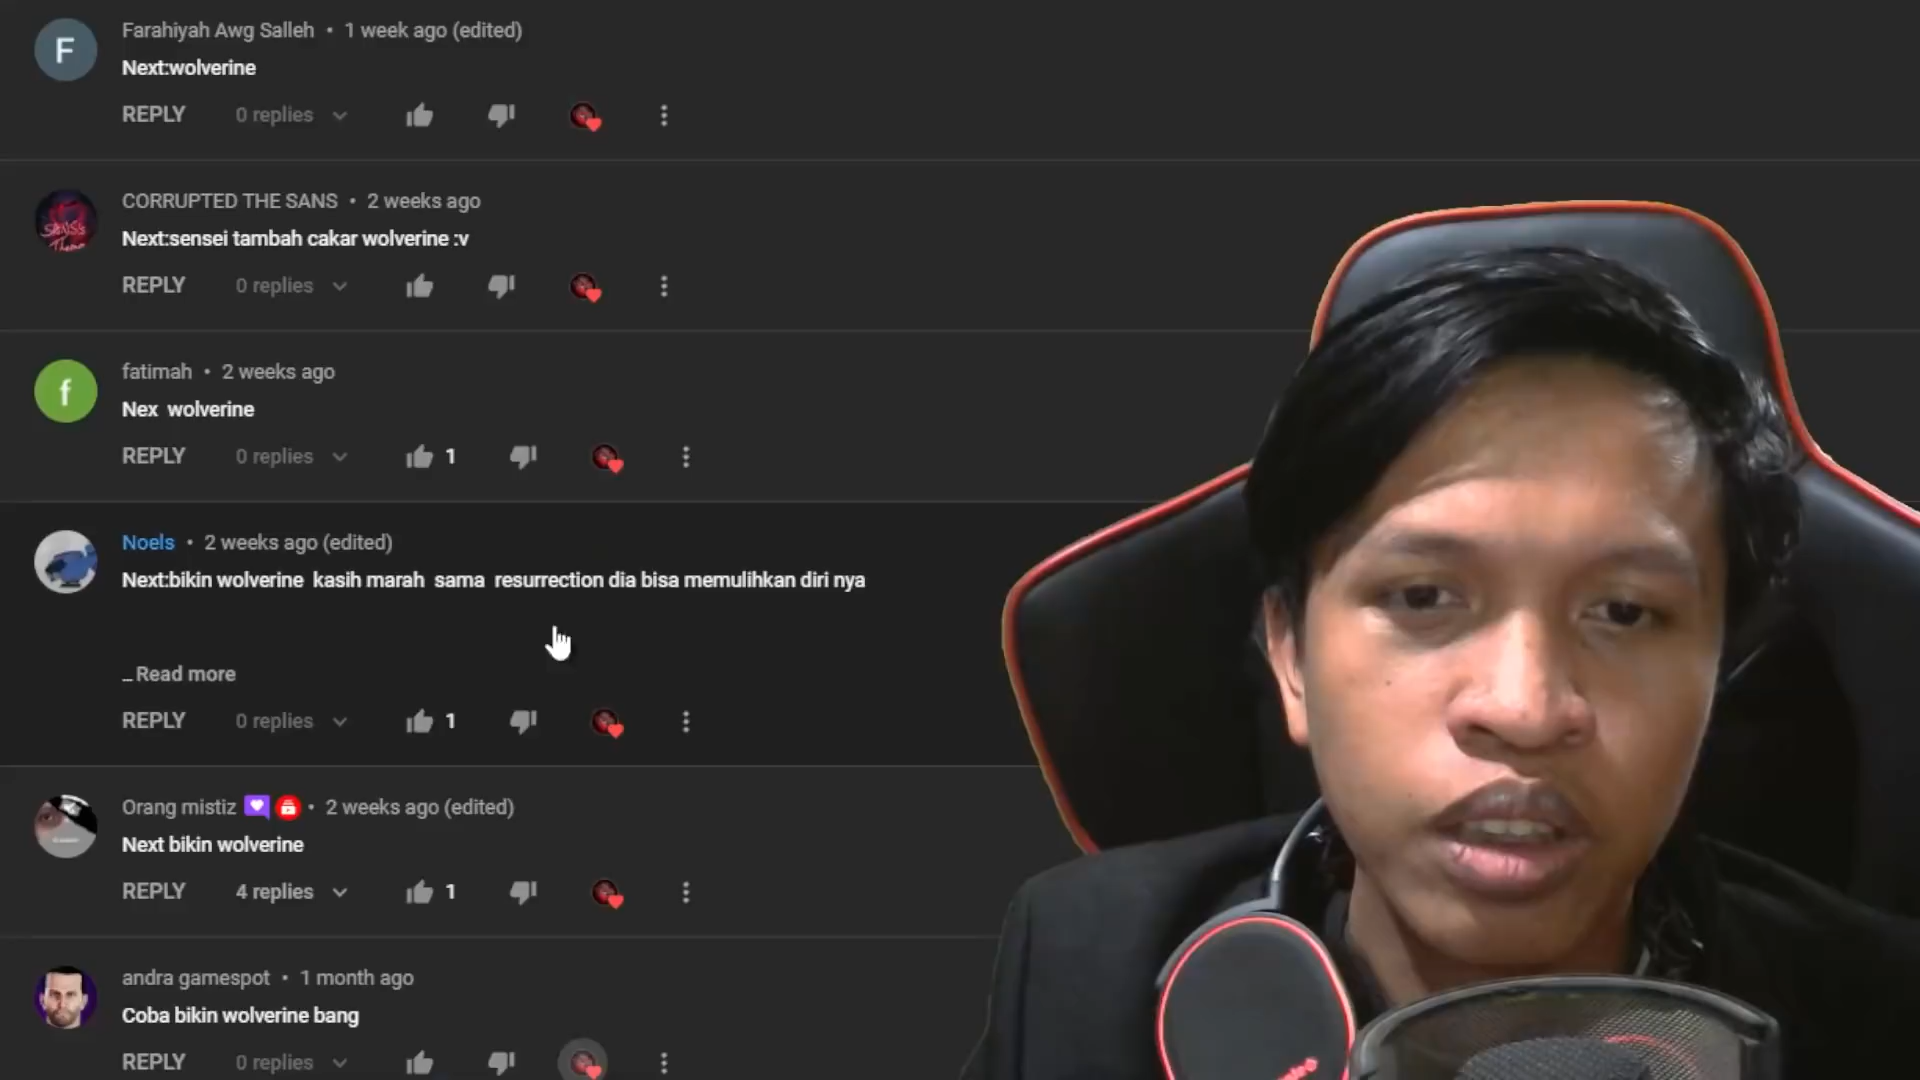 Farahiyah Awg Salleh • 1 week ago (edited)
Next:wolverine
REPLY 0 replies
CORRUPTED THE SANS • 2 weeks ago
Next:sensei tambah cakar wolverine :v
REPLY 0 replies
fatimah • 2 weeks ago
Nex wolverine
REPLY 0 replies 1
Noels • 2 weeks ago (edited)
Next:bikin wolverine kasih marah sama resurrection dia bisa memulihkan diri nya
Read more
REPLY 0 replies 1
Orang mistiz • 2 weeks ago (edited)
Next bikin wolverine
REPLY 4 replies 1
andra gamespot • 1 month ago
Coba bikin wolverine bang
REPLY 0 replies